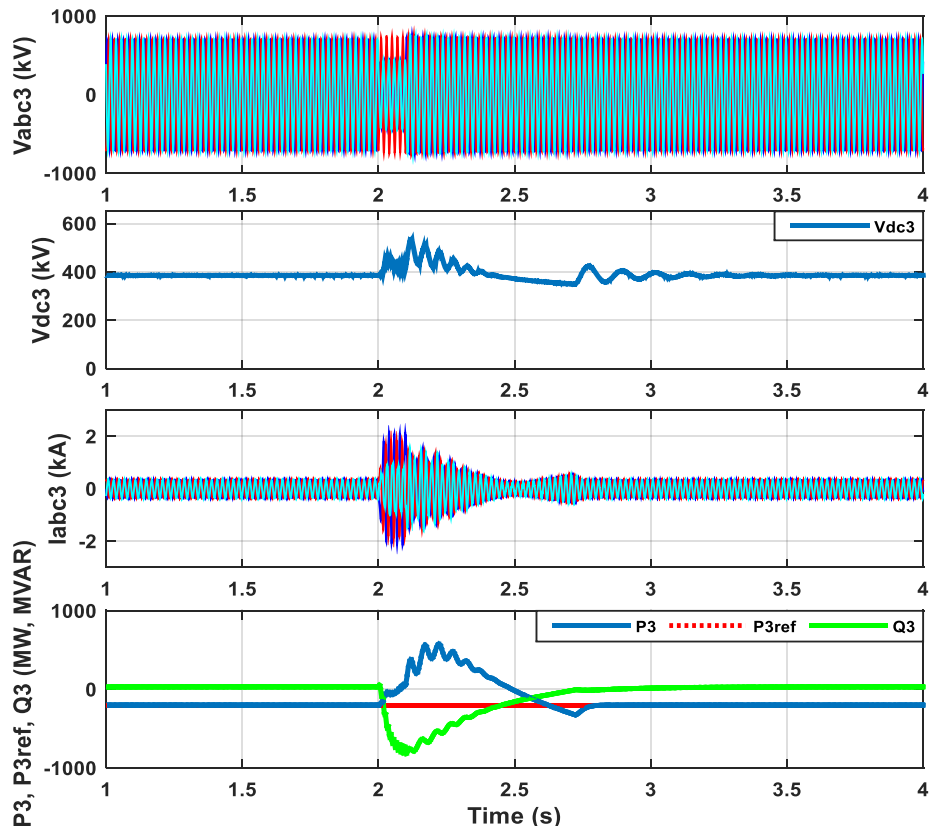 Vabc3 (kV)
1000
0
-1000
1 1.5 2 2.5 3 3.5 4
Vdc3 (kV)
600
400
200
0
Vdc3
1 1.5 2 2.5 3 3.5 4
Iabc3 (kA)
2
0
-2
1 1.5 2 2.5 3 3.5 4
P3, P3ref, Q3 (MW, MVAR)
1000
0
-1000
P3 P3ref Q3
1 1.5 2 2.5 3 3.5 4
Time (s)